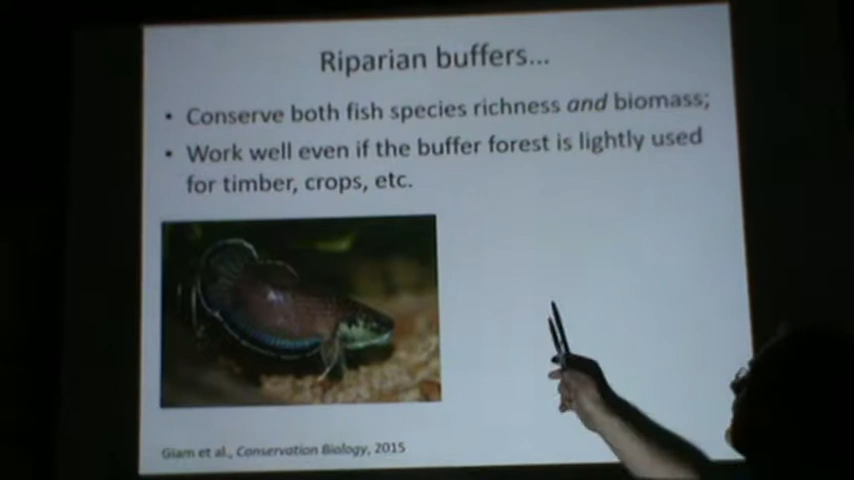 Riparian buffers...
• Conserve both fish species richness and biomass;
• Work well even if the buffer forest is lightly used
for timber, crops, etc.
Giam et al., Conservation Biology, 2015